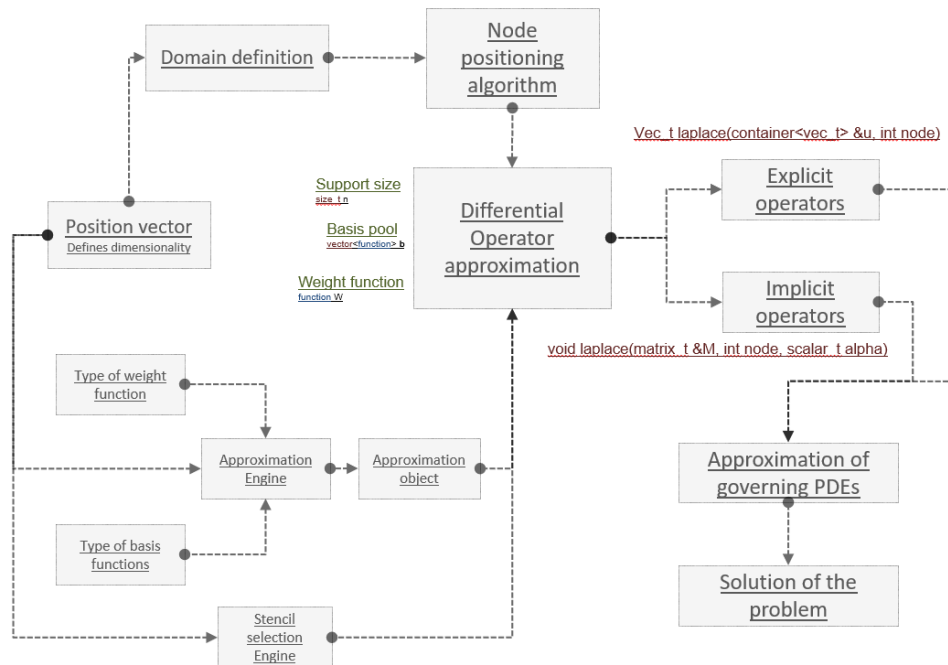 Domain definition
Node
positioning
algorithm
Vec_t laplace(container<vec_t> &u, int node)
Explicit
operators
Support size
size_t n
Position vector
Defines dimensionality
Basis pool
vector<function> b
Differential
Operator
approximation
Weight function
function W
Implicit
operators
void laplace(matrix_t &M, int node, scalar_t alpha)
Type of weight
function
Approximation
Engine
Approximation
object
Approximation of
governing PDEs
Type of basis
functions
Solution of the
problem
Stencil
selection
Engine